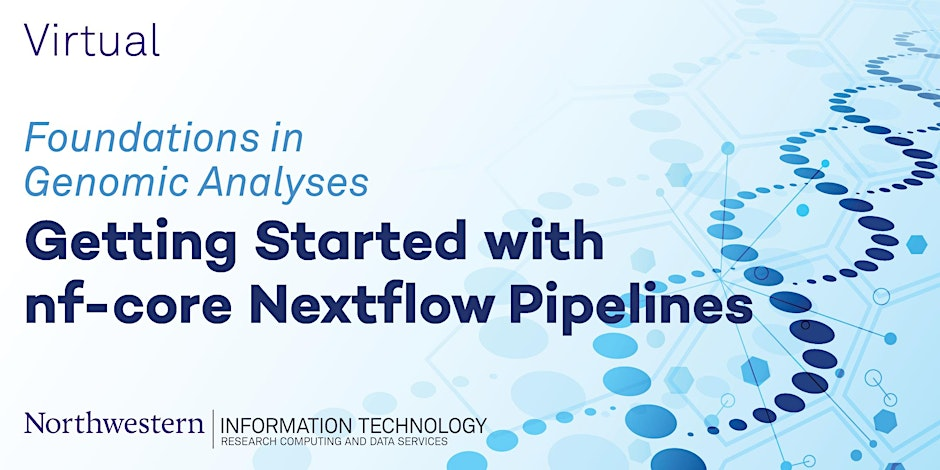 Virtual
Foundations in
Genomic Analyses
Getting Started with
nf-core Nextflow Pipelines
Northwestern
INFORMATION TECHNOLOGY
RESEARCH COMPUTING AND DATA SERVICES